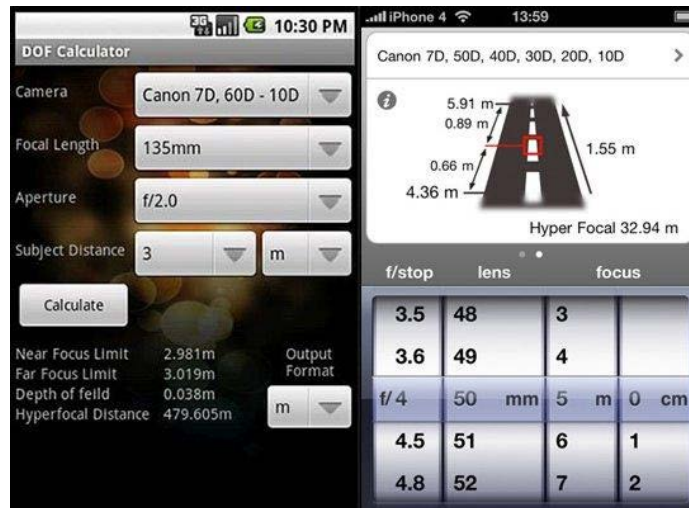 3G
10:30 PM
DOF Calculator
Camera
Canon 7D, 60D - 10D
Focal Length
135mm
Aperture
f/2.0
Subject Distance
3
m
Calculate
Near Focus Limit 2.981m
Far Focus Limit 3.019m
Depth of feild 0.038m
Hyperfocal Distance 479.605m
Output
Format
m
iPhone 4
13:59
Canon 7D, 50D, 40D, 30D, 20D, 10D
i
5.91 m
0.89 m
0.66 m
4.36 m
1.55 m
Hyper Focal 32.94 m
f/stop lens focus
3.5 48 3
3.6 49 4
f/ 4 50 mm 5 m 0 cm
4.5 51 6 1
4.8 52 7 2